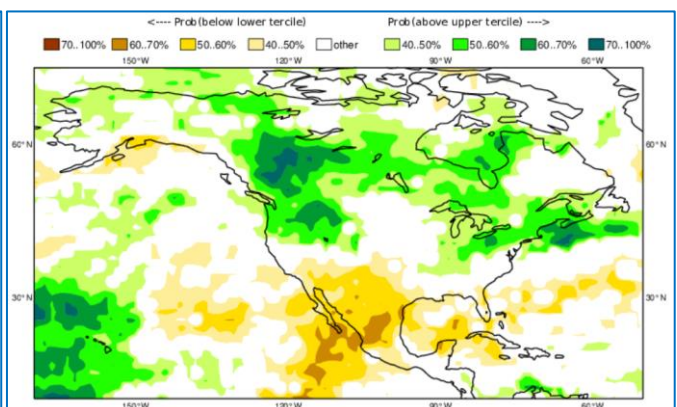 <---- Prob(below lower tercile) Prob(above upper tercile) ---->
70..100% 60..70% 50..60% 40..50% other 40..50% 50..60% 60..70% 70..100%
150°W 120°W 90°W 60°W
60°N 60°N
30°N 30°N
150°W 120°W 90°W 60°W